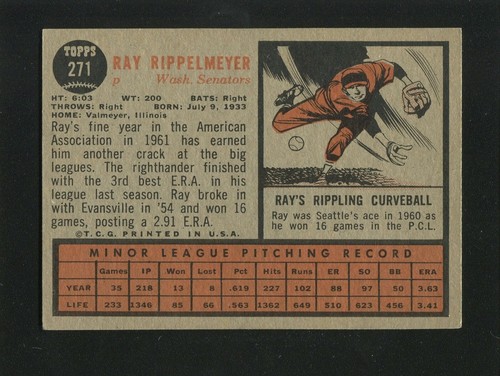 TOPPS
271
RAY RIPPELMEYER
p Wash. Senators
HT: 6:03 WT: 200 BATS: Right
THROWS: Right BORN: July 9, 1933
HOME: Valmeyer, Illinois
Ray's fine year in the American
Association in 1961 has earned
him another crack at the big
leagues. The righthander finished
with the 3rd best E.R.A. in his
league last season. Ray broke in
with Evansville in '54 and won 16
games, posting a 2.91 E.R.A.
©T.C.G. PRINTED IN U.S.A.
RAY'S RIPPLING CURVEBALL
Ray was Seattle's ace in 1960 as
he won 16 games in the P.C.L.
MINOR LEAGUE PITCHING RECORD
Games IP Won Lost Pct Hits Runs ER SO BB ERA
YEAR 35 218 13 8 .619 227 102 88 97 50 3.63
LIFE 233 1346 85 66 .563 1362 649 510 623 456 3.41